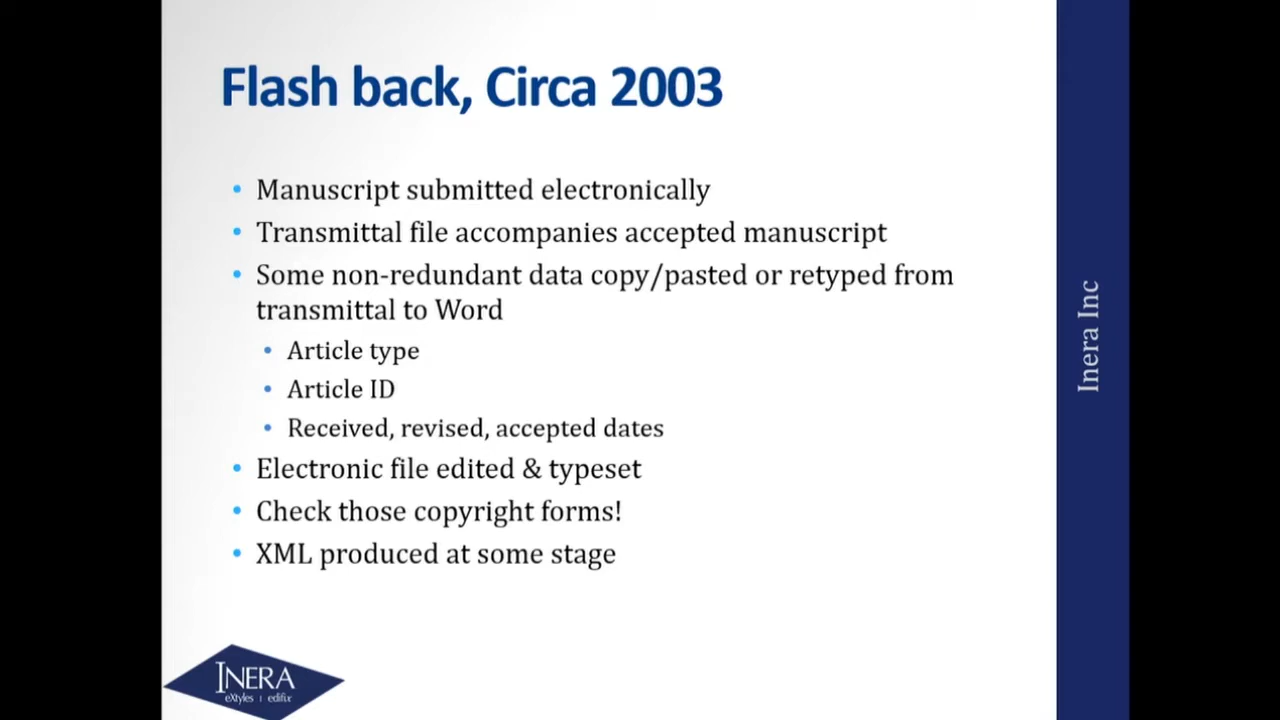 Flash back, Circa 2003
• Manuscript submitted electronically
• Transmittal file accompanies accepted manuscript
• Some non-redundant data copy/pasted or retyped from
transmittal to Word
• Article type
• Article ID
• Received, revised, accepted dates
• Electronic file edited & typeset
• Check those copyright forms!
• XML produced at some stage
Inera Inc
INERA
eXtyles | edifix